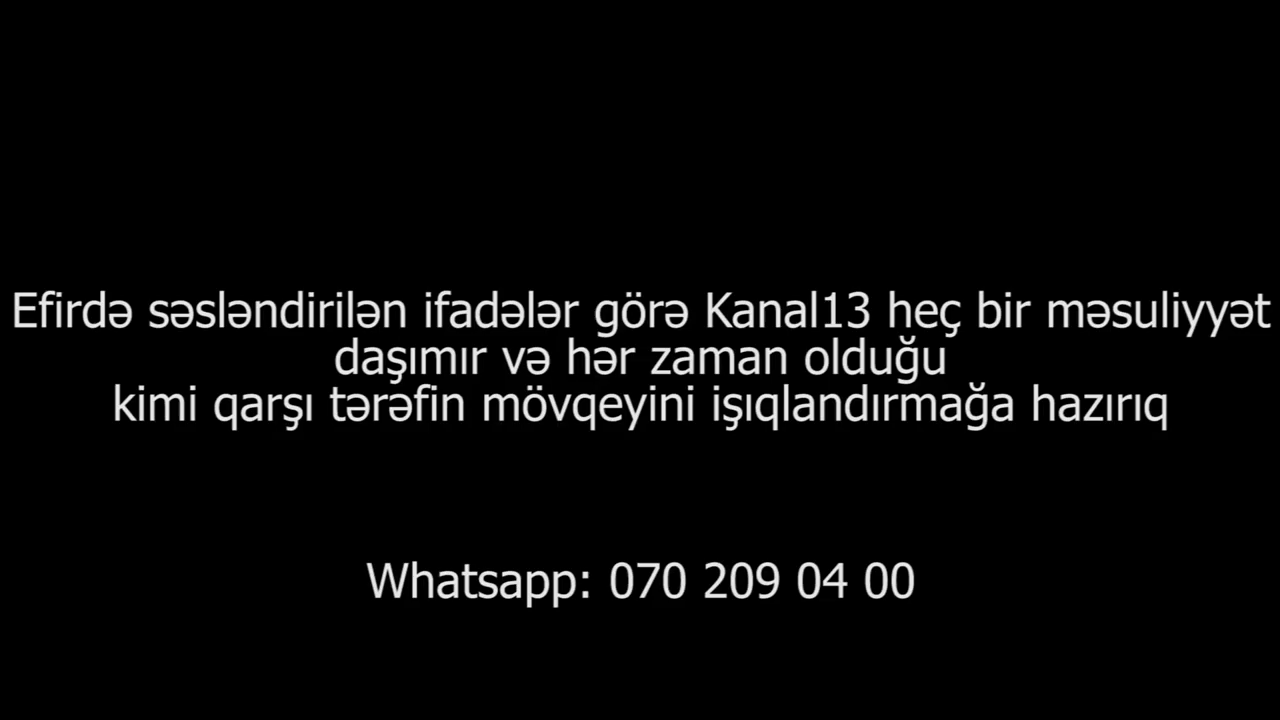 Efirdə səsləndirilən ifadələr görə Kanal13 heç bir məsuliyyət
daşımır və hər zaman olduğu
kimi qarşı tərəfin mövqeyini işıqlandırmağa hazırıq
Whatsapp: 070 209 04 00